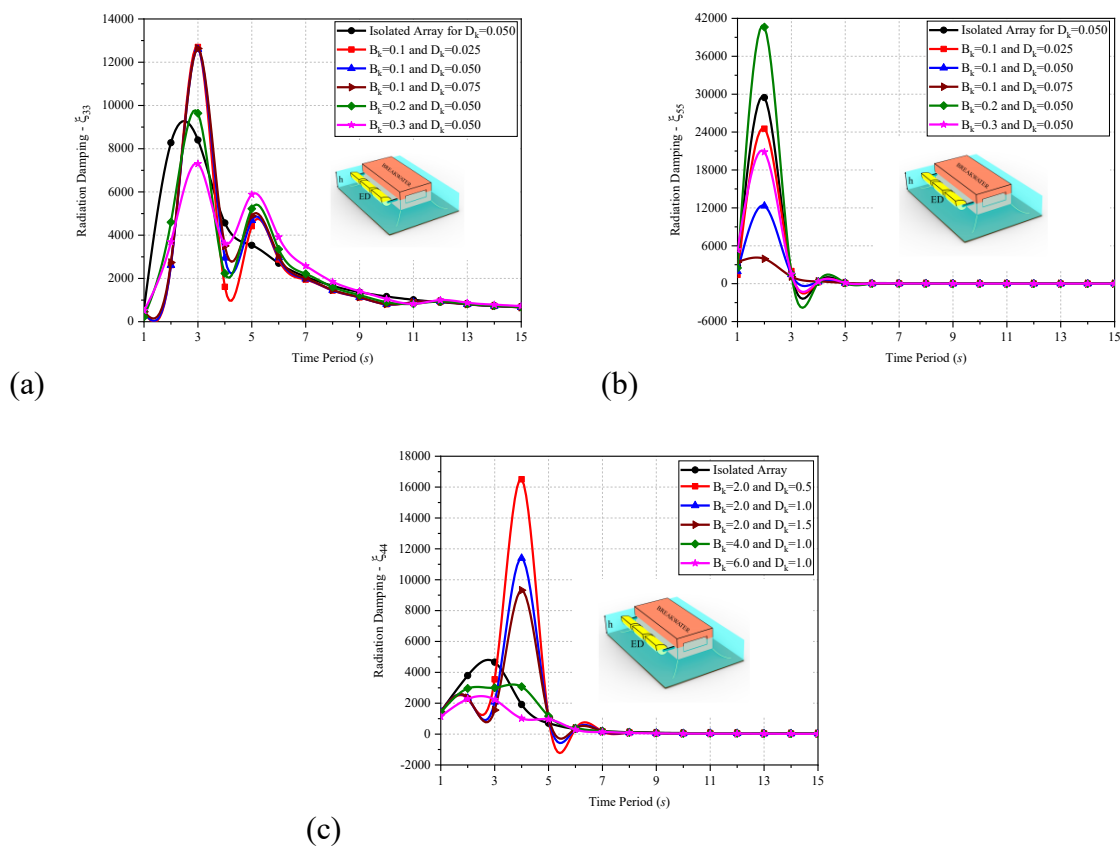 14000
12000
10000
8000
6000
4000
2000
0
Radiation Damping - ξ33
Isolated Array for Dk=0.050
Bk=0.1 and Dk=0.025
Bk=0.1 and Dk=0.050
Bk=0.1 and Dk=0.075
Bk=0.2 and Dk=0.050
Bk=0.3 and Dk=0.050
BREAKWATER
h
ED
1 3 5 7 9 11 13 15
Time Period (s)
(a)
42000
36000
30000
24000
18000
12000
6000
0
-6000
Radiation Damping - ξ55
Isolated Array for Dk=0.050
Bk=0.1 and Dk=0.025
Bk=0.1 and Dk=0.050
Bk=0.1 and Dk=0.075
Bk=0.2 and Dk=0.050
Bk=0.3 and Dk=0.050
BREAKWATER
h
ED
1 3 5 7 9 11 13 15
Time Period (s)
(b)
18000
16000
14000
12000
10000
8000
6000
4000
2000
0
-2000
Radiation Damping - ξ44
Isolated Array
Bk=2.0 and Dk=0.5
Bk=2.0 and Dk=1.0
Bk=2.0 and Dk=1.5
Bk=4.0 and Dk=1.0
Bk=6.0 and Dk=1.0
BREAKWATER
h
ED
1 3 5 7 9 11 13 15
Time Period (s)
(c)